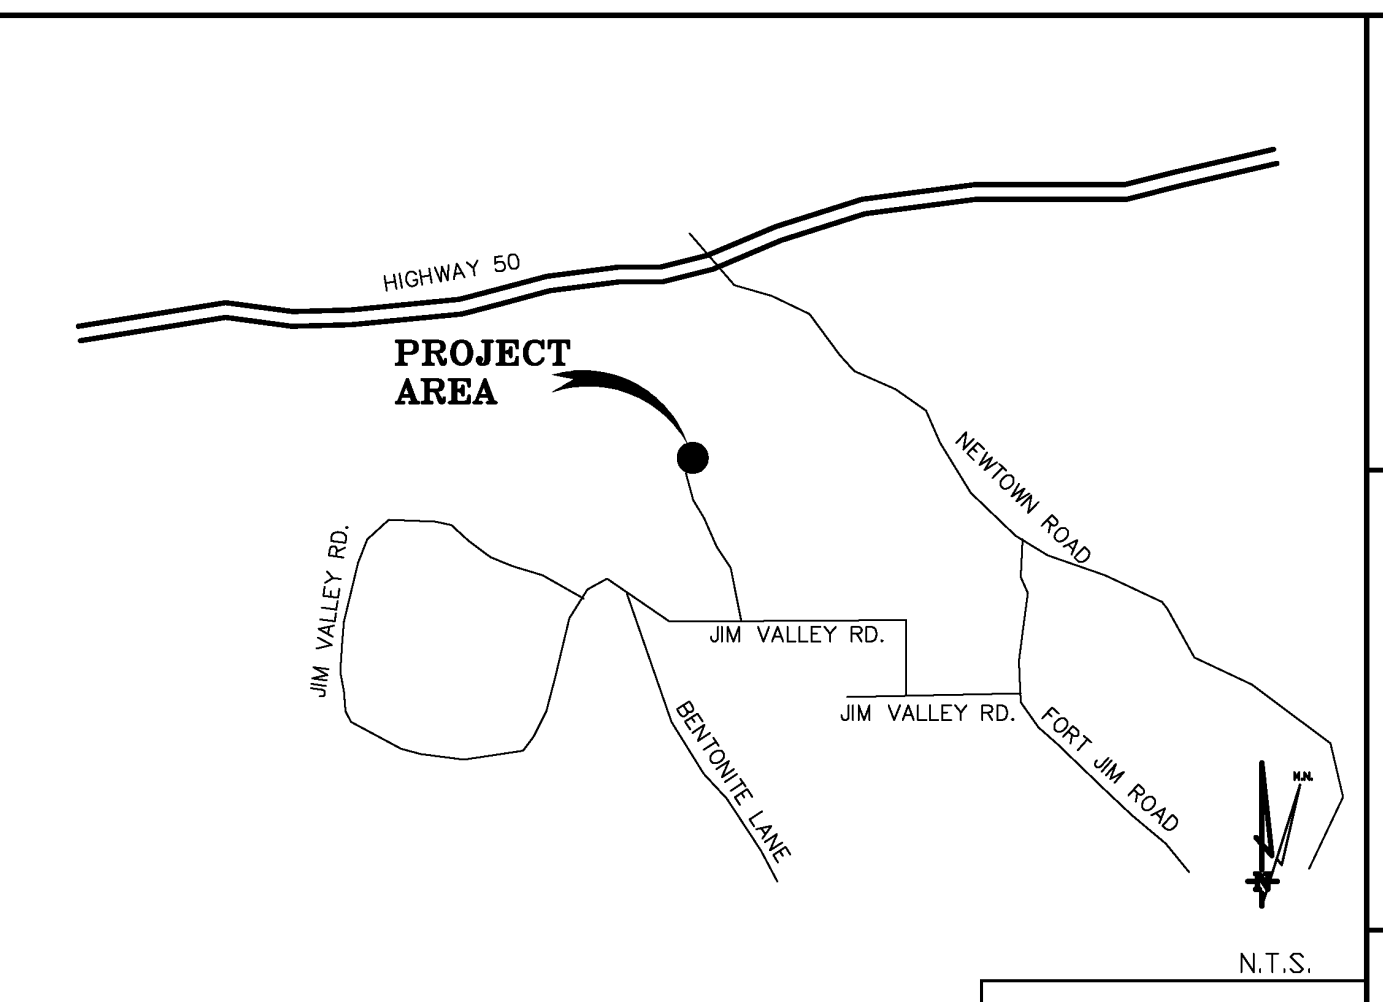 HIGHWAY 50
PROJECT
AREA
NEWTOWN ROAD
JIM VALLEY RD.
JIM VALLEY RD.
JIM VALLEY RD.
FORT JIM ROAD
BENTONITE LANE
M.N.
N
N.T.S.